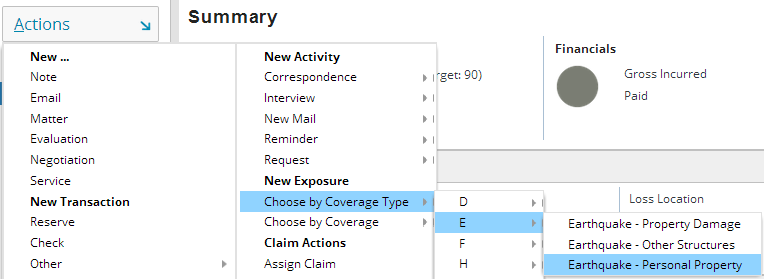 Actions
Summary
New ...
Note
Email
Matter
Evaluation
Negotiation
Service
New Transaction
Reserve
Check
Other
New Activity
Correspondence
Interview
New Mail
Reminder
Request
New Exposure
Choose by Coverage Type
Choose by Coverage
Claim Actions
Assign Claim
D
E
F
H
Earthquake - Property Damage
Earthquake - Other Structures
Earthquake - Personal Property
rget: 90)
Financials
Gross Incurred
Paid
Loss Location